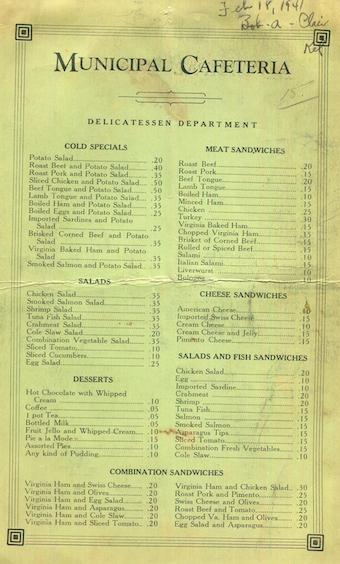 Feb 18, 1941
Bob-a-Clair
15.
MUNICIPAL CAFETERIA
DELICATESSEN DEPARTMENT
COLD SPECIALS
Potato Salad .20
Roast Beef and Potato Salad .40
Roast Pork and Potato Salad .35
Sliced Chicken and Potato Salad .50
Beef Tongue and Potato Salad .50
Lamb Tongue and Potato Salad .35
Boiled Ham and Potato Salad .35
Boiled Eggs and Potato Salad .25
Imported Sardines and Potato
Salad .25
Brisked Corned Beef and Potato
Salad .35
Virginia Baked Ham and Potato
Salad .35
Smoked Salmon and Potato Salad .35
SALADS
Chicken Salad .35
Smoked Salmon Salad .35
Shrimp Salad .35
Tuna Fish Salad .35
Crabmeat Salad .35
Cole Slaw Salad .20
Combination Vegetable Salad .35
Sliced Tomato .10
Sliced Cucumbers .10
Egg Salad .25
DESSERTS
Hot Chocolate with Whipped
Cream .10
Coffee .05
1 pot Tea .05
Bottled Milk .05
Fruit Jello and Whipped Cream .10
Pie a la Mode .15
Assorted Pies .10
Any kind of Pudding .10
MEAT SANDWICHES
Roast Beef .20
Roast Pork .15
Beef Tongue .20
Lamb Tongue .15
Boiled Ham .10
Minced Ham .15
Chicken .25
Turkey .30
Virginia Baked Ham .15
Chopped Virginia Ham .15
Brisket of Corned Beef .15
Rulled or Spiced Beef .15
Salami .10
Italian Salami .15
Liverwurst .10
Bologna .10
CHEESE SANDWICHES
American Cheese .10
Imported Swiss Cheese .15
Cream Cheese .10
Cream Cheese and Jelly .15
Pimento Cheese .15
SALADS AND FISH SANDWICHES
Chicken Salad .20
Egg .10
Imported Sardine .10
Crabmeat .20
Shrimp .20
Tuna Fish .15
Salmon .15
Smoked Salmon .15
Asparagus Tips .15
Sliced Tomato .15
Combination Fresh Vegetables .15
Cole Slaw .10
COMBINATION SANDWICHES
Virginia Ham and Swiss Cheese .20
Virginia Ham and Olives .20
Virginia Ham and Egg Salad .20
Virginia Ham and Asparagus .20
Virginia Ham and Cole Slaw .20
Virginia Ham and Sliced Tomato .20
Virginia Ham and Chicken Salad .30
Roast Pork and Pimento .25
Swiss Cheese and Olives .20
Roast Beef and Tomato .25
Chopped Va. Ham and Olives .20
Egg Salad and Asparagus .20